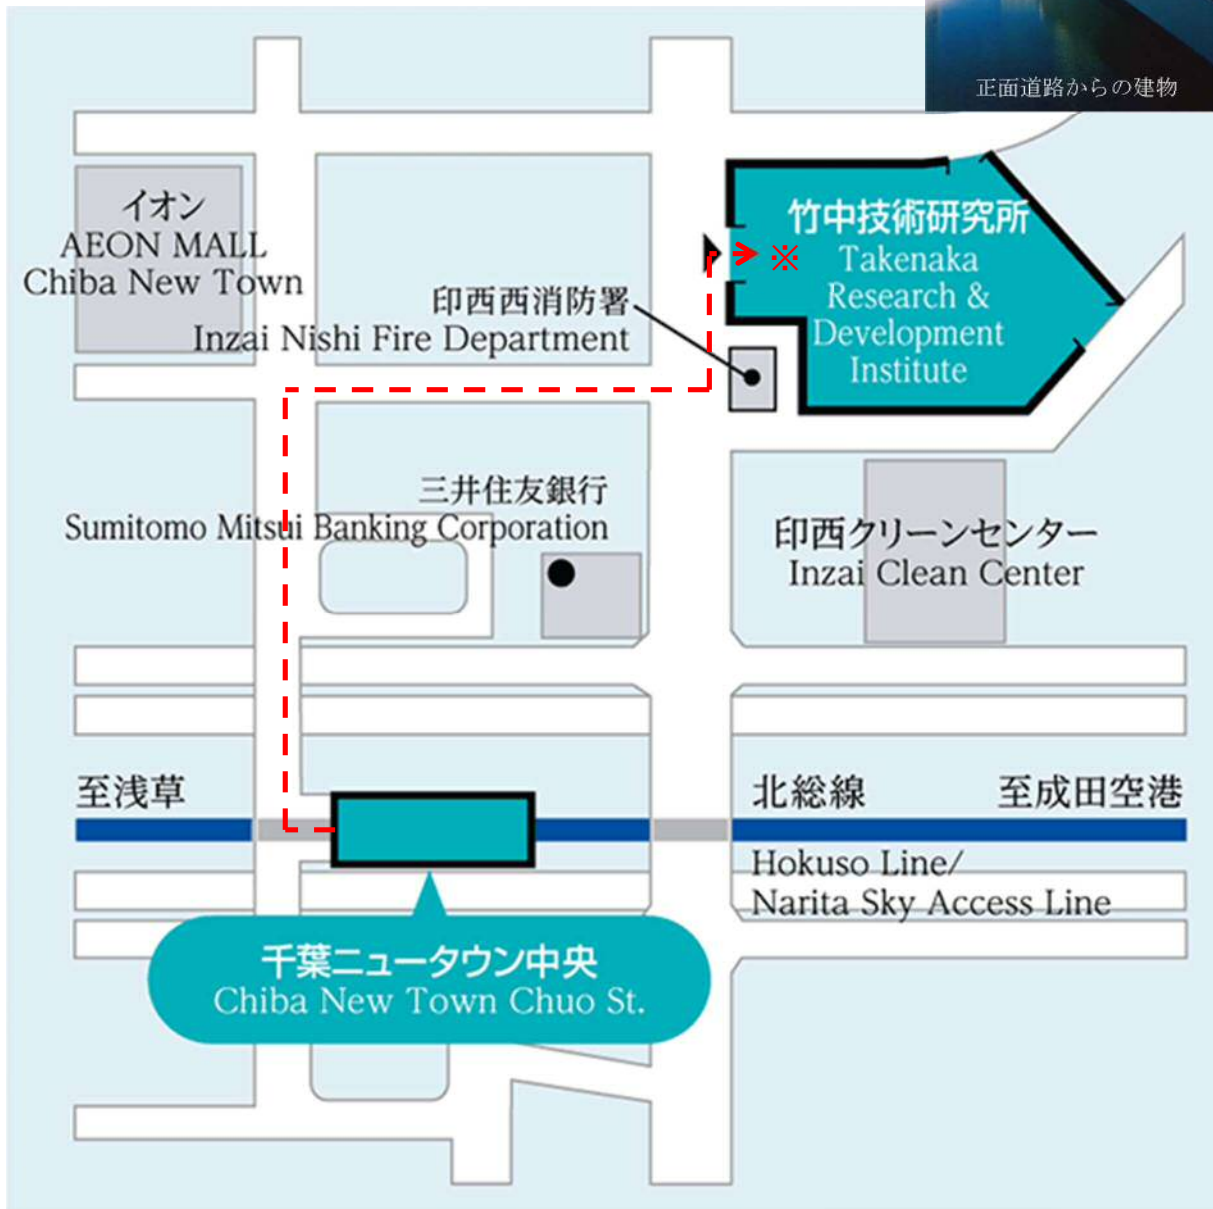 正面道路からの建物
イオン
AEON MALL
Chiba New Town
竹中技術研究所
Takenaka
Research &
Development
Institute
※
印西西消防署
Inzai Nishi Fire Department
三井住友銀行
Sumitomo Mitsui Banking Corporation
印西クリーンセンター
Inzai Clean Center
至浅草
北総線
至成田空港
Hokuso Line/
Narita Sky Access Line
千葉ニュータウン中央
Chiba New Town Chuo St.